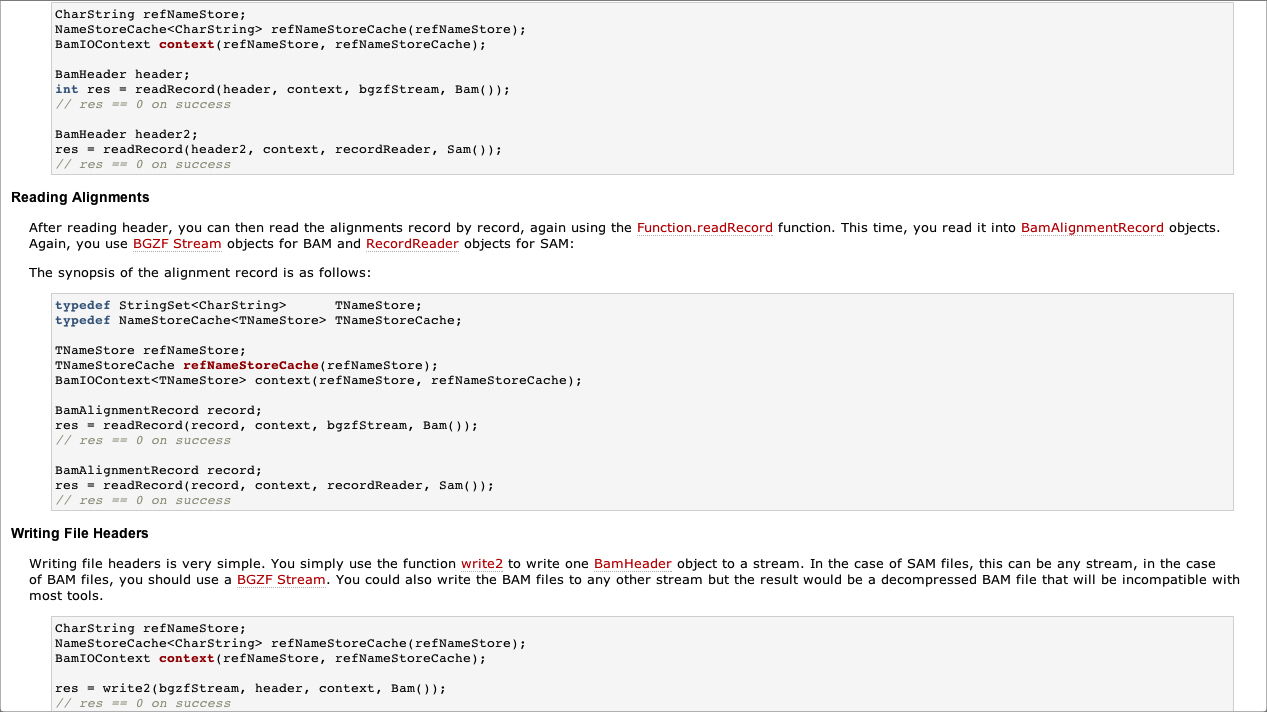 CharString refNameStore;
NameStoreCache<CharString> refNameStoreCache(refNameStore);
BamIOContext context(refNameStore, refNameStoreCache);
BamHeader header;
int res = readRecord(header, context, bgzfStream, Bam());
// res == 0 on success
BamHeader header2;
res = readRecord(header2, context, recordReader, Sam());
// res == 0 on success
Reading Alignments
After reading header, you can then read the alignments record by record, again using the Function.readRecord function. This time, you read it into BamAlignmentRecord objects.
Again, you use BGZF Stream objects for BAM and RecordReader objects for SAM:
The synopsis of the alignment record is as follows:
typedef StringSet<CharString>      TNameStore;
typedef NameStoreCache<TNameStore> TNameStoreCache;
TNameStore refNameStore;
TNameStoreCache refNameStoreCache(refNameStore);
BamIOContext<TNameStore> context(refNameStore, refNameStoreCache);
BamAlignmentRecord record;
res = readRecord(record, context, bgzfStream, Bam());
// res == 0 on success
BamAlignmentRecord record;
res = readRecord(record, context, recordReader, Sam());
// res == 0 on success
Writing File Headers
Writing file headers is very simple. You simply use the function write2 to write one BamHeader object to a stream. In the case of SAM files, this can be any stream, in the case
of BAM files, you should use a BGZF Stream. You could also write the BAM files to any other stream but the result would be a decompressed BAM file that will be incompatible with
most tools.
CharString refNameStore;
NameStoreCache<CharString> refNameStoreCache(refNameStore);
BamIOContext context(refNameStore, refNameStoreCache);
res = write2(bgzfStream, header, context, Bam());
// res == 0 on success